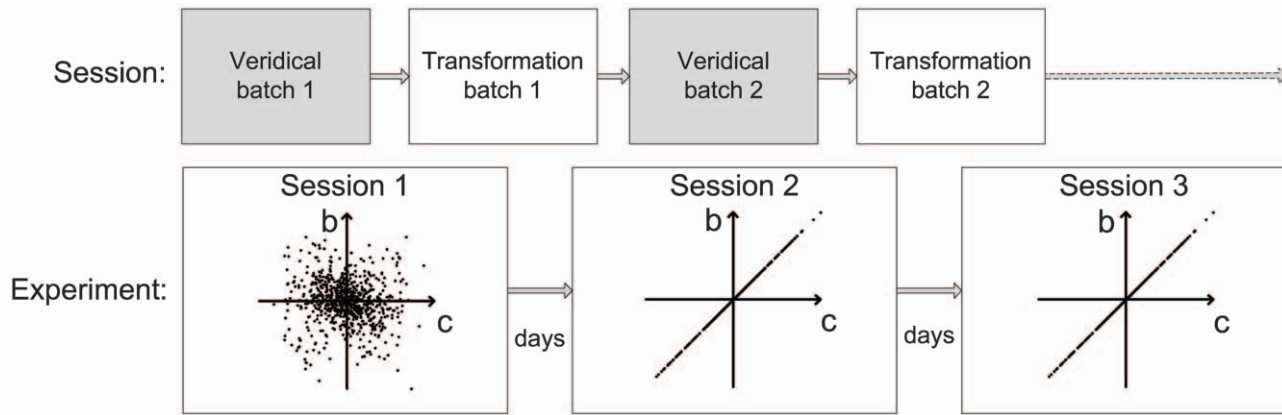 Session:
Veridical
batch 1
Transformation
batch 1
Veridical
batch 2
Transformation
batch 2
Experiment:
Session 1
b
c
days
Session 2
b
c
days
Session 3
b
c